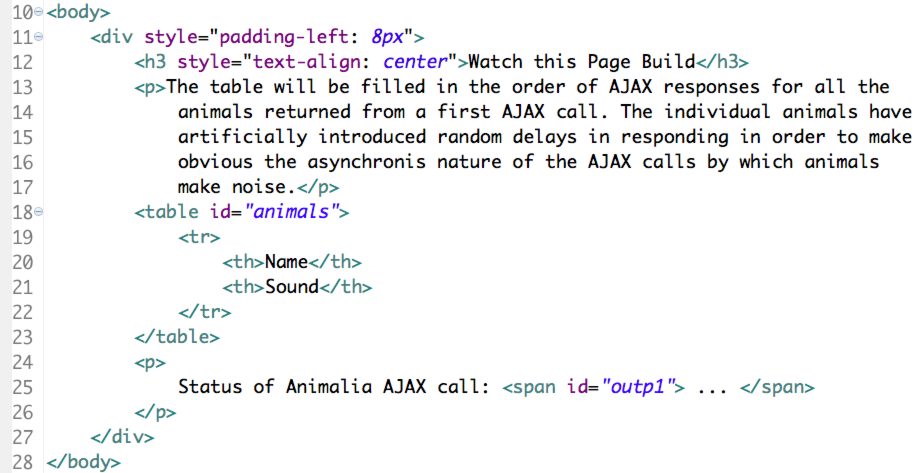 10 <body>
11 <div style="padding-left: 8px">
12 <h3 style="text-align: center">Watch this Page Build</h3>
13 <p>The table will be filled in the order of AJAX responses for all the
14 animals returned from a first AJAX call. The individual animals have
15 artificially introduced random delays in responding in order to make
16 obvious the asynchronis nature of the AJAX calls by which animals
17 make noise.</p>
18 <table id="animals">
19 <tr>
20 <th>Name</th>
21 <th>Sound</th>
22 </tr>
23 </table>
24 <p>
25 Status of Animalia AJAX call: <span id="outp1"> ... </span>
26 </p>
27 </div>
28 </body>